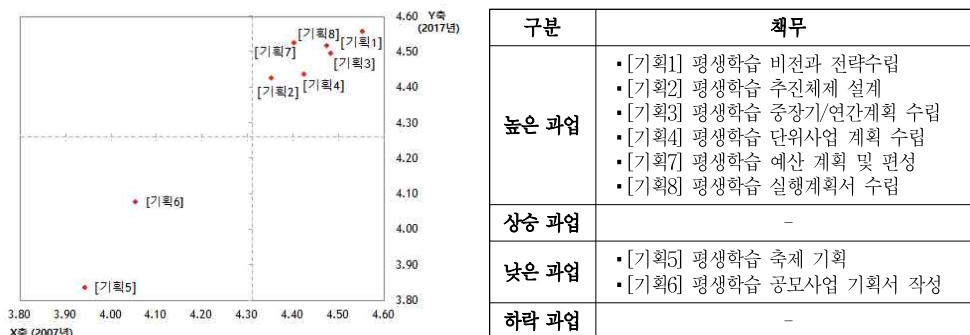 4.60 Y축
(2017년)
[기획8]
[기획1]
[기획7]
4.50
[기획3]
[기획2]
[기획4]
4.40
4.30
4.20
[기획6]
4.10
4.00
3.90
[기획5]
3.80
3.80 3.90 4.00 4.10 4.20 4.30 4.40 4.50 4.60
X축 (2007년)
구분 책무
높은 과업
▪[기획1] 평생학습 비전과 전략수립
▪[기획2] 평생학습 추진체제 설계
▪[기획3] 평생학습 중장기/연간계획 수립
▪[기획4] 평생학습 단위사업 계획 수립
▪[기획7] 평생학습 예산 계획 및 편성
▪[기획8] 평생학습 실행계획서 수립
상승 과업 -
낮은 과업
▪[기획5] 평생학습 축제 기획
▪[기획6] 평생학습 공모사업 기획서 작성
하락 과업 -